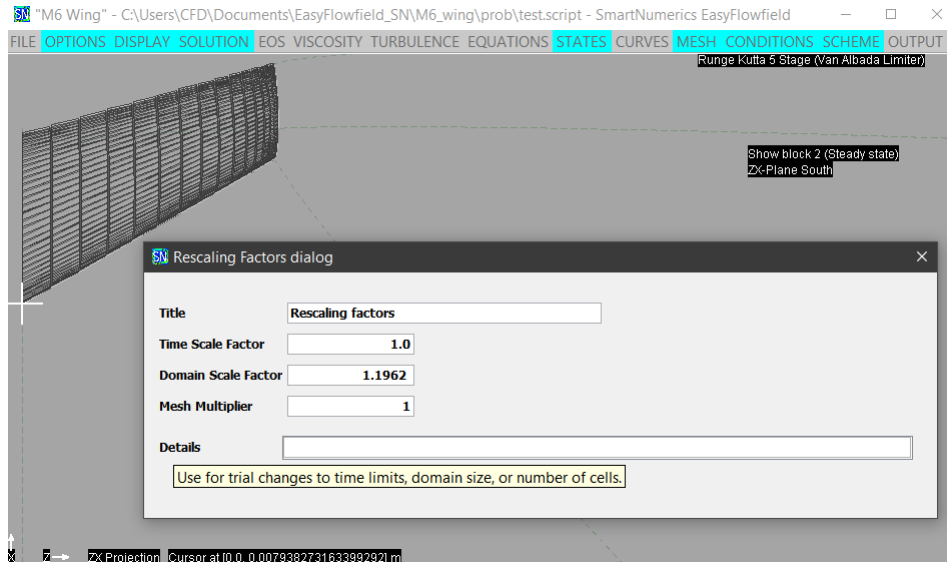 SN "M6 Wing" - C:\Users\CFD\Documents\EasyFlowfield_SN\M6_wing\prob\test.script - SmartNumerics EasyFlowfield
FILE OPTIONS DISPLAY SOLUTION EOS VISCOSITY TURBULENCE EQUATIONS STATES CURVES MESH CONDITIONS SCHEME OUTPUT
Runge Kutta 5 Stage (Van Albada Limiter)
Show block 2 (Steady state)
ZX-Plane South
SN Rescaling Factors dialog
Title Rescaling factors
Time Scale Factor 1.0
Domain Scale Factor 1.1962
Mesh Multiplier 1
Details
Use for trial changes to time limits, domain size, or number of cells.
X Z ZX Projection Cursor at [0.0, 0.007938273163399292] m